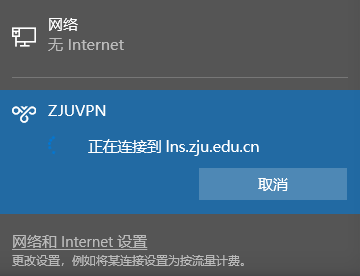 网络
无 Internet
ZJUVPN
正在连接到 lns.zju.edu.cn
取消
网络和 Internet 设置
更改设置，例如将某连接设置为按流量计费。